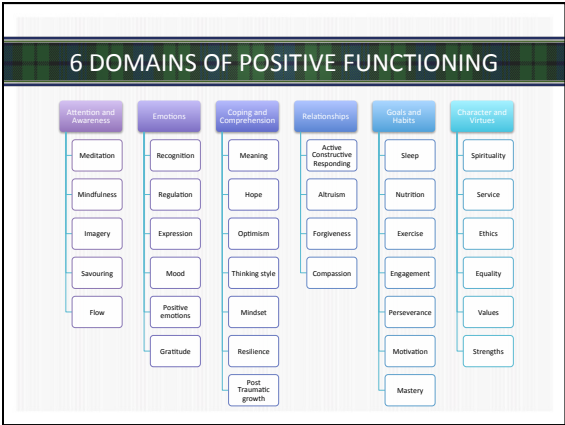 6 DOMAINS OF POSITIVE FUNCTIONING
Attention and
Awareness
Meditation
Mindfulness
Imagery
Savouring
Flow
Emotions
Recognition
Regulation
Expression
Mood
Positive
emotions
Gratitude
Coping and
Comprehension
Meaning
Hope
Optimism
Thinking style
Mindset
Resilience
Post
Traumatic
growth
Relationships
Active
Constructive
Responding
Altruism
Forgiveness
Compassion
Goals and
Habits
Sleep
Nutrition
Exercise
Engagement
Perseverance
Motivation
Mastery
Character and
Virtues
Spirituality
Service
Ethics
Equality
Values
Strengths